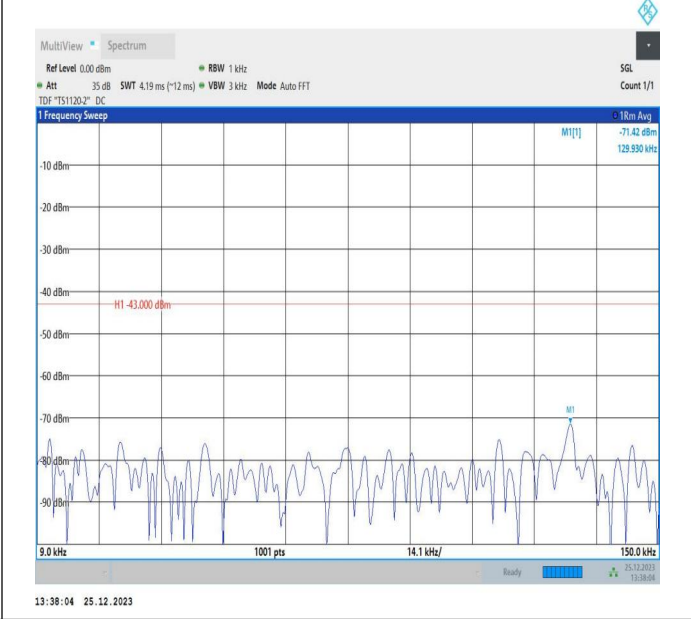 R S
MultiView Spectrum
Ref Level 0.00 dBm RBW 1 kHz SGL
Att 35 dB SWT 4.19 ms (~12 ms) VBW 3 kHz Mode Auto FFT Count 1/1
TDF "TS1120-2" DC
1 Frequency Sweep 1Rm Avg
M1[1] -71.42 dBm
129.930 kHz
-10 dBm
-20 dBm
-30 dBm
-40 dBm
H1 -43.000 dBm
-50 dBm
-60 dBm
-70 dBm
M1
-80 dBm
-90 dBm
9.0 kHz 1001 pts 14.1 kHz/ 150.0 kHz
Ready 25.12.2023
13:38:04
13:38:04 25.12.2023